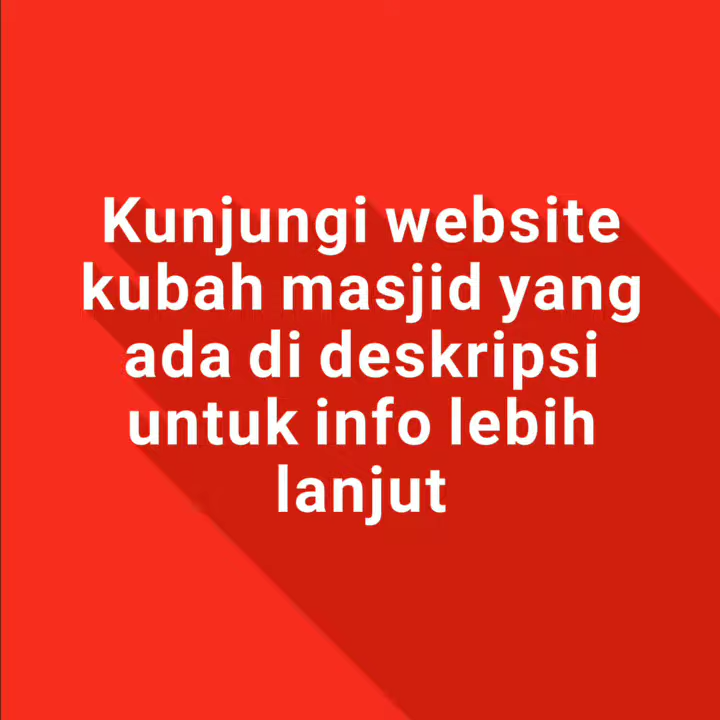 Kunjungi website
kubah masjid yang
ada di deskripsi
untuk info lebih
lanjut